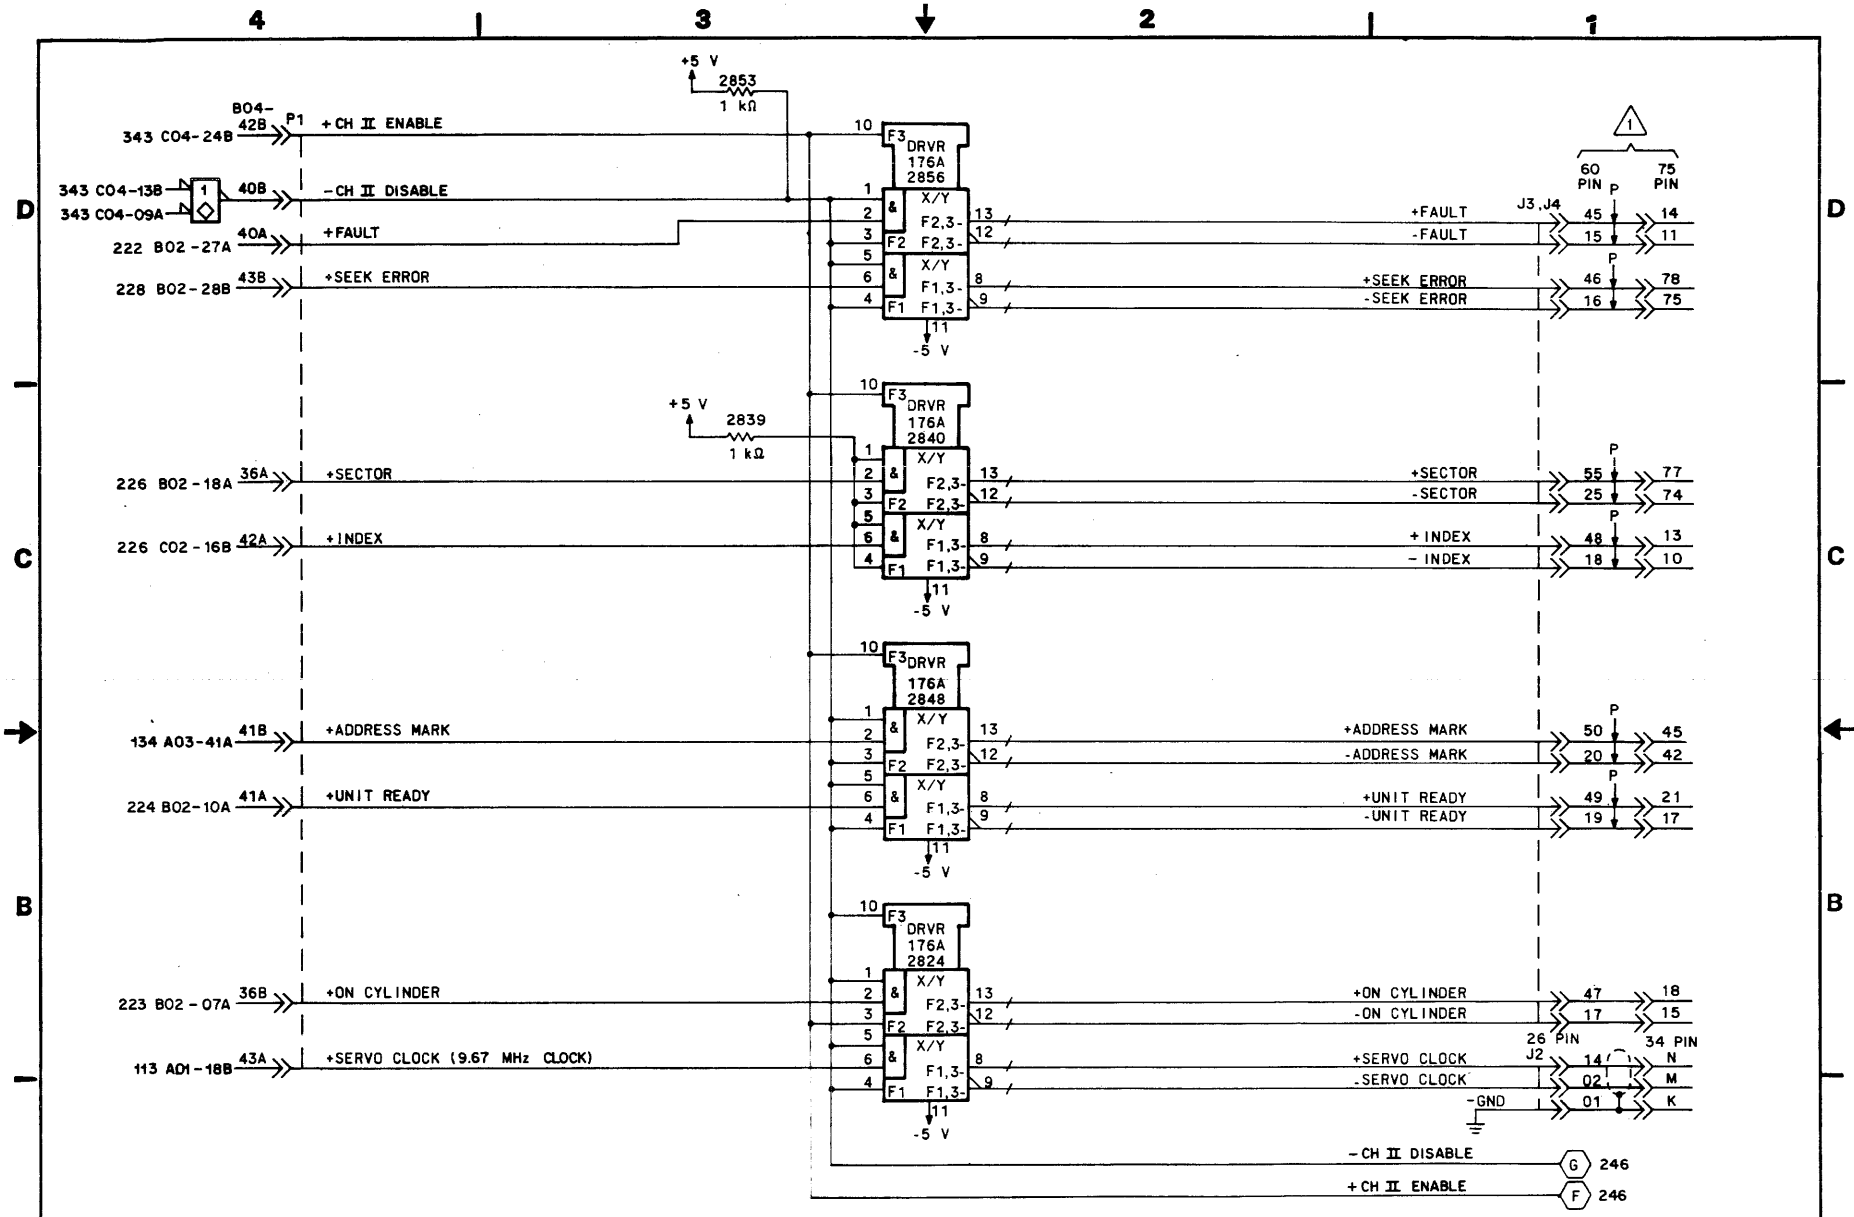 4 3 2 1
+5 V
2853
1 kΩ
B04-
343 C04-24B 42B P1 +CH II ENABLE 10 F3 DRVR
176A
2856
1
60 PIN 75 PIN
343 C04-13B 1 40B -CH II DISABLE 1 & X/Y
343 C04-09A
D 2 F2,3- 13 +FAULT J3,J4 45 P 14 D
222 B02-27A 40A +FAULT 3 F2 F2,3- 12 -FAULT 15 11
5 & X/Y P
228 B02-28B 43B +SEEK ERROR 6 F1,3- 8 +SEEK ERROR 46 78
4 F1 F1,3- 9 -SEEK ERROR 16 75
11
-5 V
10 F3 DRVR
176A
2840
+5 V
2839
1 kΩ
1 & X/Y P
226 B02-18A 36A +SECTOR 2 F2,3- 13 +SECTOR 55 77
3 F2 F2,3- 12 -SECTOR 25 74
5 & X/Y P
C 226 C02-16B 42A +INDEX 6 F1,3- 8 +INDEX 48 13 C
4 F1 F1,3- 9 -INDEX 18 10
11
-5 V
10 F3 DRVR
176A
2848
1 & X/Y P
134 A03-41A 41B +ADDRESS MARK 2 F2,3- 13 +ADDRESS MARK 50 45
3 F2 F2,3- 12 -ADDRESS MARK 20 42
5 & X/Y P
224 B02-10A 41A +UNIT READY 6 F1,3- 8 +UNIT READY 49 21
4 F1 F1,3- 9 -UNIT READY 19 17
11
-5 V
B 10 F3 DRVR B
176A
2824
1 & X/Y
223 B02-07A 36B +ON CYLINDER 2 F2,3- 13 +ON CYLINDER 47 18
3 F2 F2,3- 12 -ON CYLINDER 17 15
5 & X/Y 26 PIN 34 PIN
113 A01-18B 43A +SERVO CLOCK (9.67 MHz CLOCK) 6 F1,3- 8 +SERVO CLOCK J2 14 N
4 F1 F1,3- 9 -SERVO CLOCK 02 M
11 -GND 01 K
-5 V
-CH II DISABLE G 246
+CH II ENABLE F 246